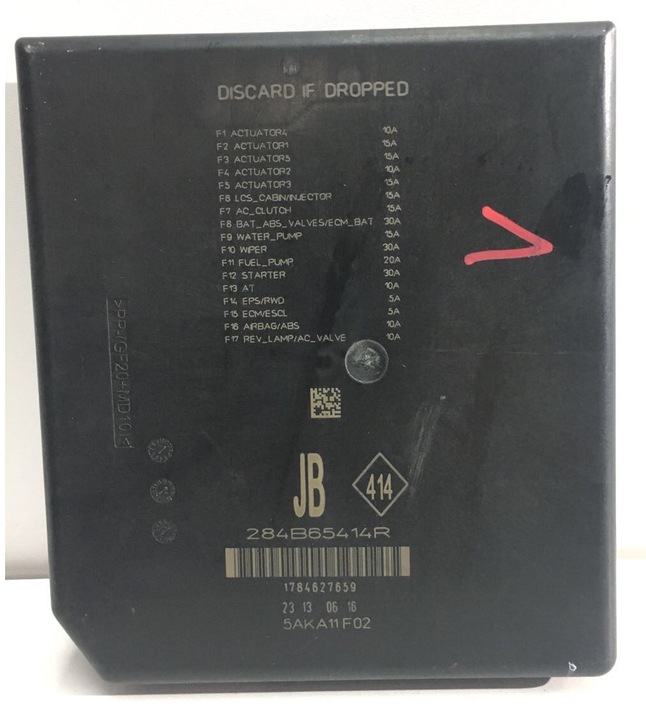 DISCARD IF DROPPED
F1 ACTUATOR4 10A
F2 ACTUATOR1 15A
F3 ACTUATOR5 15A
F4 ACTUATOR2 10A
F5 ACTUATOR3 15A
F6 LCS_CABIN/INJECTOR 15A
F7 AC_CLUTCH 15A
F8 BAT_ABS_VALVES/ECM_BAT 30A
F9 WATER_PUMP 15A
F10 WIPER 30A
F11 FUEL_PUMP 20A
F12 STARTER 30A
F13 AT 10A
F14 EPS/RWD 5A
F15 ECM/ESCL 5A
F16 AIRBAG/ABS 10A
F17 REV_LAMP/AC_VALVE 10A
JB
414
284B65414R
1784627659
23 13 06 16
5AKA11F02